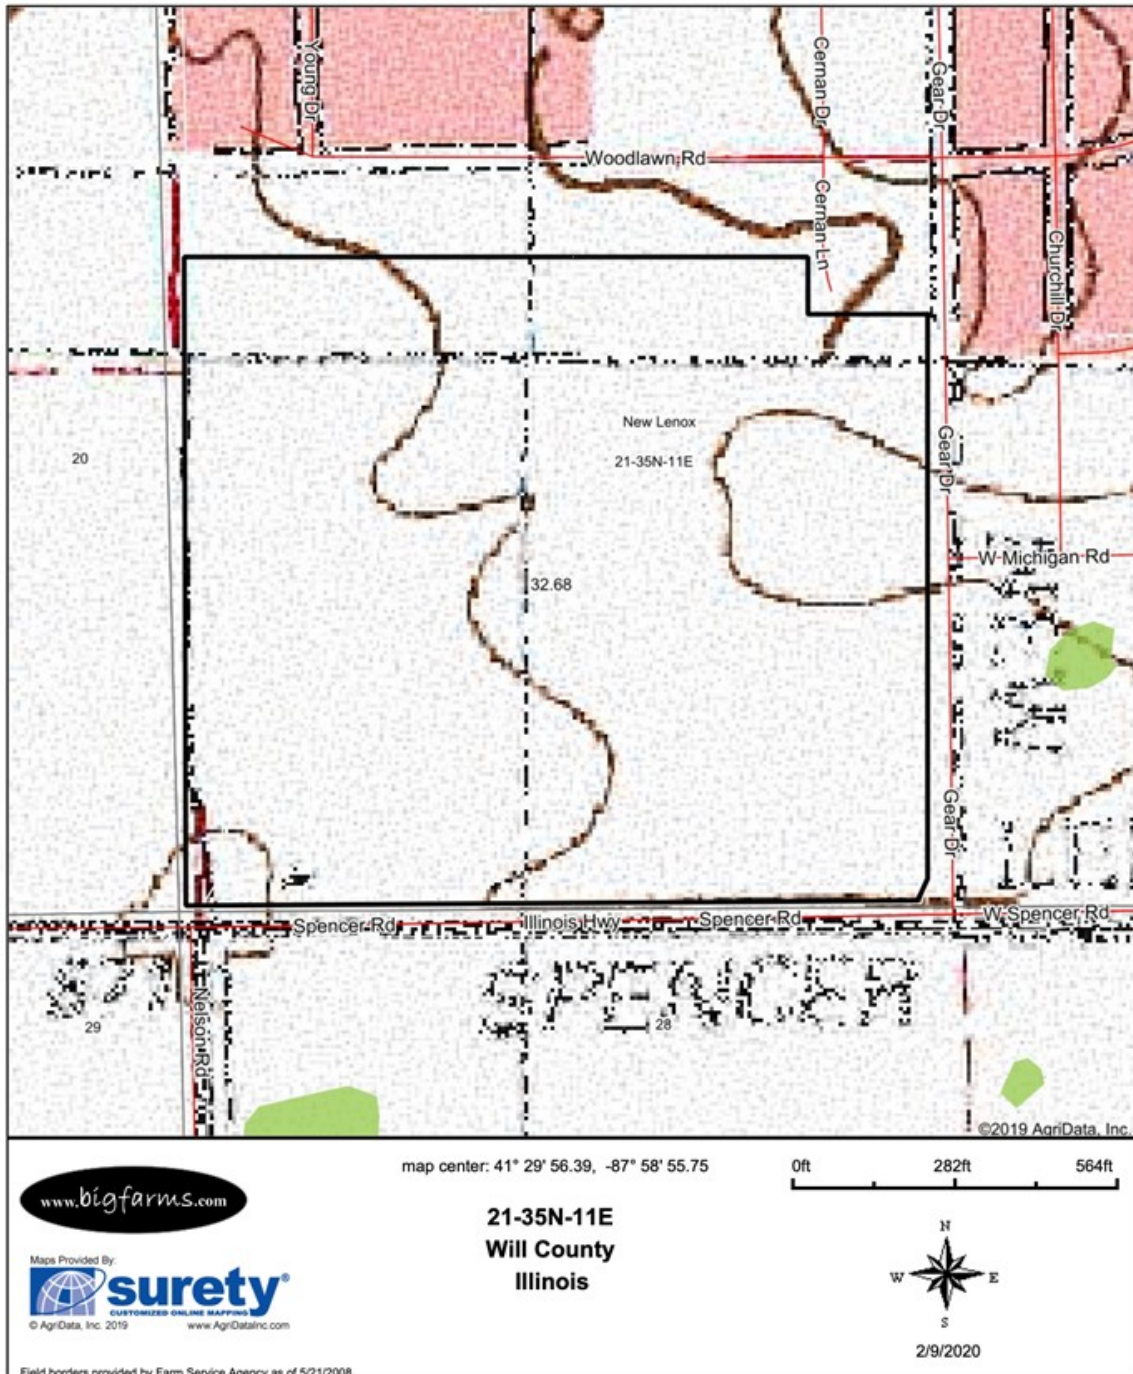 Young Dr
Cernan Dr
Gear Dr
Woodlawn Rd
Cernan Ln
Churchill Dr
New Lenox
21-35N-11E
20
Gear Dr
W Michigan Rd
32.68
Gear Dr
Spencer Rd
Illinois Hwy
Spencer Rd
W Spencer Rd
SPENCER
29
28
Nelson Rd
©2019 AgriData, Inc.
map center: 41° 29' 56.39, -87° 58' 55.75
0ft 282ft 564ft
www.bigfarms.com
21-35N-11E
Will County
Illinois
Maps Provided By:
surety®
CUSTOMIZED ONLINE MAPPING
© AgriData, Inc. 2019 www.AgriDataInc.com
N
W E
S
2/9/2020
Field borders provided by Farm Service Agency as of 5/21/2008.